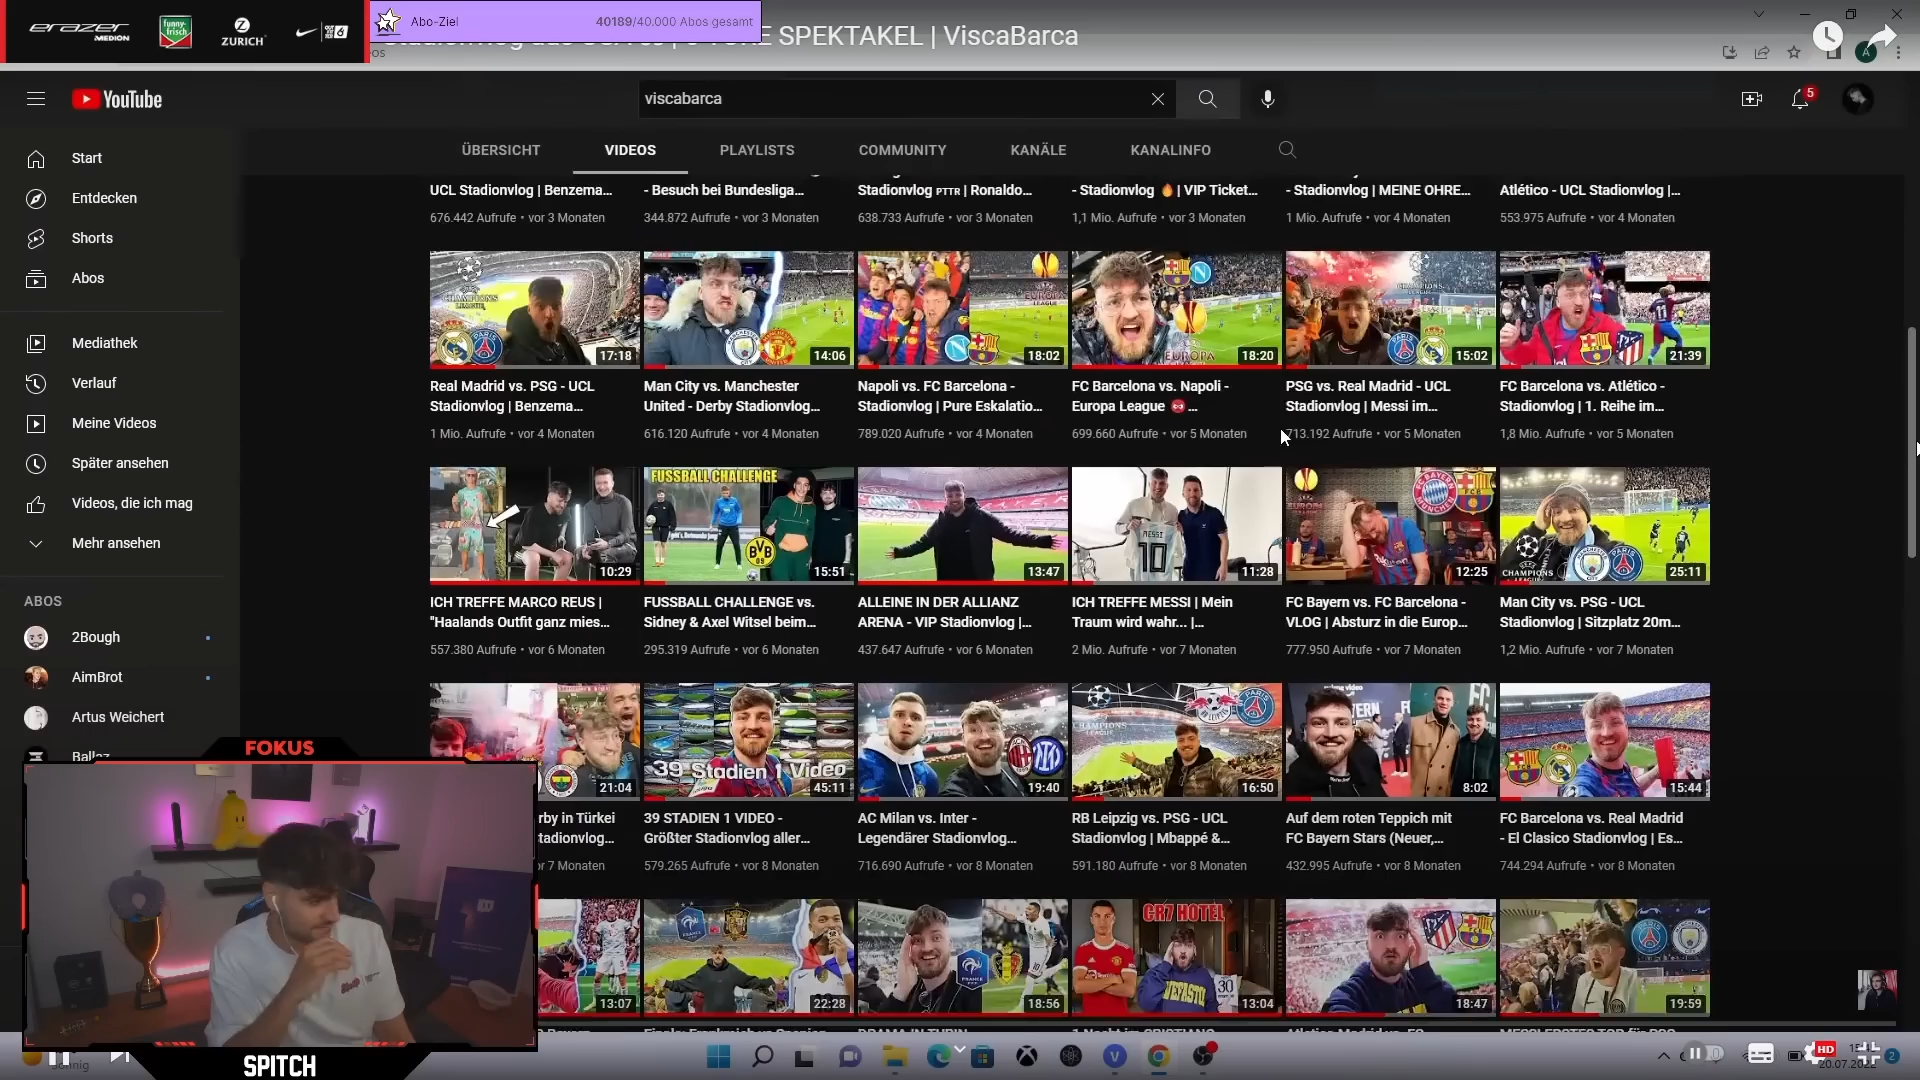 erazer
MEDION
funny-frisch
ZURICH
Abo-Ziel
40189/40.000 Abos gesamt
SPEKTAKEL | ViscaBarca
YouTube
viscabarca
5
A
Start
Entdecken
Shorts
Abos
Mediathek
Verlauf
Meine Videos
Später ansehen
Videos, die ich mag
Mehr ansehen
ABOS
2Bough
AimBrot
Artus Weichert
ÜBERSICHT
VIDEOS
PLAYLISTS
COMMUNITY
KANÄLE
KANALINFO
UCL Stadionvlog | Benzema...
676.442 Aufrufe • vor 3 Monaten
- Besuch bei Bundesliga...
344.872 Aufrufe • vor 3 Monaten
Stadionvlog PTTR | Ronaldo...
638.733 Aufrufe • vor 3 Monaten
- Stadionvlog 🔥 | VIP Ticket...
1,1 Mio. Aufrufe • vor 3 Monaten
- Stadionvlog | MEINE OHRE...
1 Mio. Aufrufe • vor 4 Monaten
Atlético - UCL Stadionvlog |...
553.975 Aufrufe • vor 4 Monaten
CHAMPIONS
17:18
14:06
18:02
EUROPA
18:20
15:02
21:39
Real Madrid vs. PSG - UCL
Stadionvlog | Benzema...
1 Mio. Aufrufe • vor 4 Monaten
Man City vs. Manchester
United - Derby Stadionvlog...
616.120 Aufrufe • vor 4 Monaten
Napoli vs. FC Barcelona -
Stadionvlog | Pure Eskalatio...
789.020 Aufrufe • vor 4 Monaten
FC Barcelona vs. Napoli -
Europa League ...
699.660 Aufrufe • vor 5 Monaten
PSG vs. Real Madrid - UCL
Stadionvlog | Messi im...
713.192 Aufrufe • vor 5 Monaten
FC Barcelona vs. Atlético -
Stadionvlog | 1. Reihe im...
1,8 Mio. Aufrufe • vor 5 Monaten
10:29
FUSSBALL CHALLENGE
BVB
09
15:51
13:47
MESSI
10
11:28
12:25
CHAMPIONS
25:11
ICH TREFFE MARCO REUS |
"Haalands Outfit ganz mies...
557.380 Aufrufe • vor 6 Monaten
FUSSBALL CHALLENGE vs.
Sidney & Axel Witsel beim...
295.319 Aufrufe • vor 6 Monaten
ALLEINE IN DER ALLIANZ
ARENA - VIP Stadionvlog |...
437.647 Aufrufe • vor 6 Monaten
ICH TREFFE MESSI | Mein
Traum wird wahr... |...
2 Mio. Aufrufe • vor 7 Monaten
FC Bayern vs. FC Barcelona -
VLOG | Absturz in die Europ...
777.950 Aufrufe • vor 7 Monaten
Man City vs. PSG - UCL
Stadionvlog | Sitzplatz 20m...
1,2 Mio. Aufrufe • vor 7 Monaten
21:04
39 Stadien 1 Video
45:11
19:40
CHAMPIONS
16:50
8:02
15:44
rby in Türkei
tadionvlog...
r 7 Monaten
39 STADIEN 1 VIDEO -
Größter Stadionvlog aller...
579.265 Aufrufe • vor 8 Monaten
AC Milan vs. Inter -
Legendärer Stadionvlog...
716.690 Aufrufe • vor 8 Monaten
RB Leipzig vs. PSG - UCL
Stadionvlog | Mbappé &...
591.180 Aufrufe • vor 8 Monaten
Auf dem roten Teppich mit
FC Bayern Stars (Neuer,...
432.995 Aufrufe • vor 8 Monaten
FC Barcelona vs. Real Madrid
- El Clasico Stadionvlog | Es...
744.294 Aufrufe • vor 8 Monaten
13:07
22:28
18:56
CR7 HOTEL
30
13:04
18:47
19:59
FOKUS
SPITCH
HD
20.07.2022
2